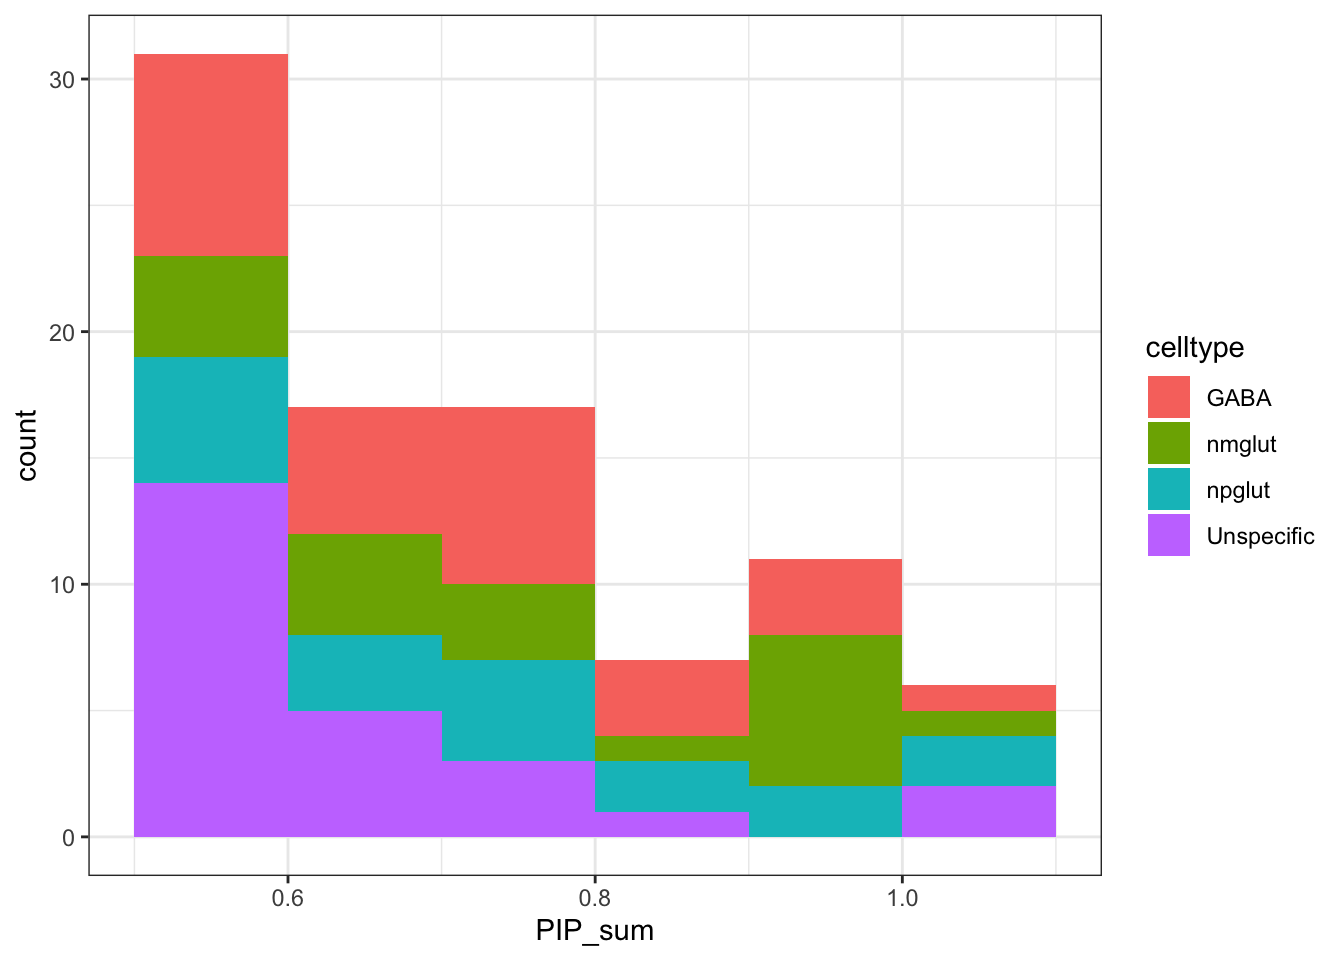 30
20
10
0
count
0.6
0.8
1.0
PIP_sum
celltype
GABA
nmglut
npglut
Unspecific